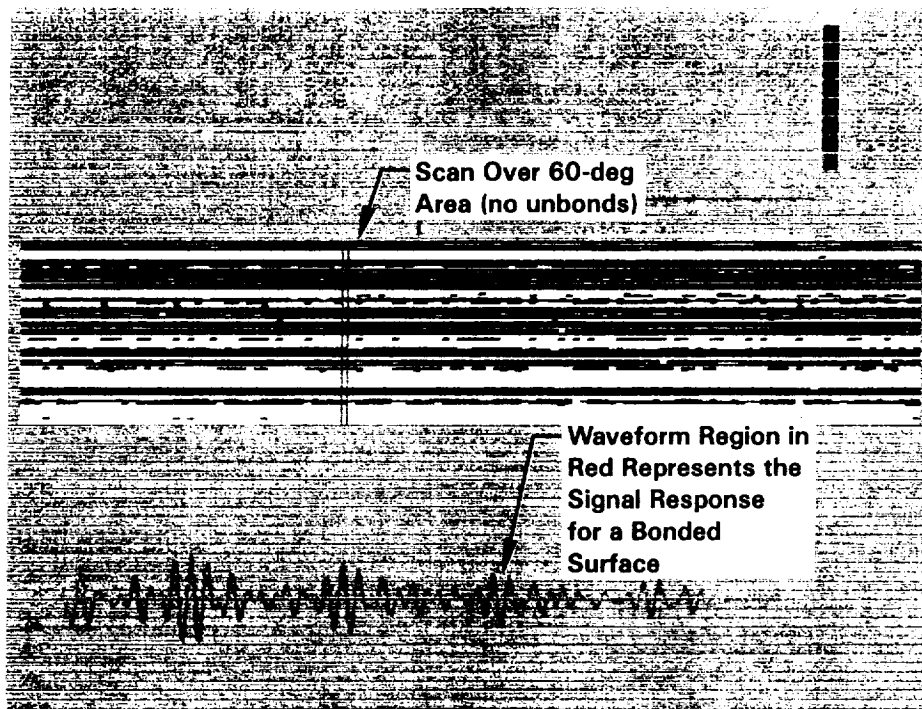 Scan Over 60-deg
Area (no unbonds)
Waveform Region in
Red Represents the
Signal Response
for a Bonded
Surface